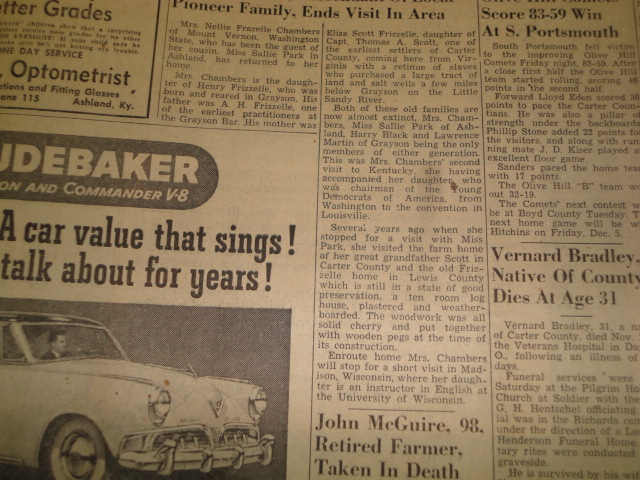 etter Grades
ONE DAY SERVICE
, Optometrist
ations and Fitting Glasses
one 115 Ashland, Ky.
UDEBAKER
ON AND COMMANDER V-8
A car value that sings!
talk about for years!
Pioneer Family, Ends Visit In Area
Mrs. Nellie Frazelle Chambers
of Mount Vernon, Washington
State, who has been the guest of
her cousin, Miss Sallie Park in
Ashland, has returned to her
home.
Mrs. Chambers is the daugh-
ter of Henry Frizzelle, who was
born and reared in Grayson. His
father was A. H. Frizzelle, one
of the earliest practitioners at
the Grayson Bar. His mother was
Eliza Scott Frizzelle, daughter of
Capt. Thomas A. Scott, one of
the earliest settlers of Carter
County, coming here from Vir-
ginia with a retinue of slaves
who purchased a large tract of
land and salt wells a few miles
below Grayson on the Little
Sandy River.
Both of these old families are
now almost extinct, Mrs. Cham-
bers, Miss Sallie Park of Ash-
land, Harry Black and Lawrence
Martin of Grayson being the only
members of either generation.
This was Mrs. Chambers' second
visit to Kentucky, she having
accompanied her daughter, who
was chairman of the Young
Democrats of America, from
Washington to the convention in
Louisville.
Several years ago when she
stopped for a visit with Miss
Park, she visited the farm home
of her great grandfather Scott in
Carter County and the old Friz-
zelle home in Lewis County
which is still in a state of good
preservation, a ten room log
house, plastered and weather-
boarded. The woodwork was all
solid cherry and put together
with wooden pegs at the time of
its construction.
Enroute home Mrs. Chambers
will stop for a short visit in Mad-
ison, Wisconsin, where her daugh-
ter is an instructor in English at
the University of Wisconsin.
John McGuire, 98,
Retired Farmer,
Taken In Death
Score 83-59 Win
At S. Portsmouth
South Portsmouth fell victim
to the improving Olive Hill
Comets Friday night, 83-59. After
a close first half the Olive Hill
team started rolling, scoring
points in the second half.
Forward Lloyd Eden scored 30
points to pace the Carter Coun-
tians. He was also a pillar of
strength under the backboards.
Phillip Stone added 22 points for
the visitors, and along with run-
ning mate J. D. Kiser played an
excellent floor game.
Sanders paced the home team
with 17 points.
The Olive Hill "B" team w
out 32-19.
The Comets' next contest w
be at Boyd County Tuesday. T
next home game will be w
Hitchins on Friday, Dec. 5.
Vernard Bradley,
Native Of County
Dies At Age 31
Vernard Bradley, 31, a n
of Carter County, died Nov.
the Veterans Hospital in Day
O., following an illness of
days.
Funeral services were
Saturday at the Pilgrim Ho
Church at Soldier with the
G. H. Hentschel officiating.
ial was in the Richards cem
under the direction of a Le
Henderson Funeral Home.
tary rites were conducted
graveside.
He is survived by his wif